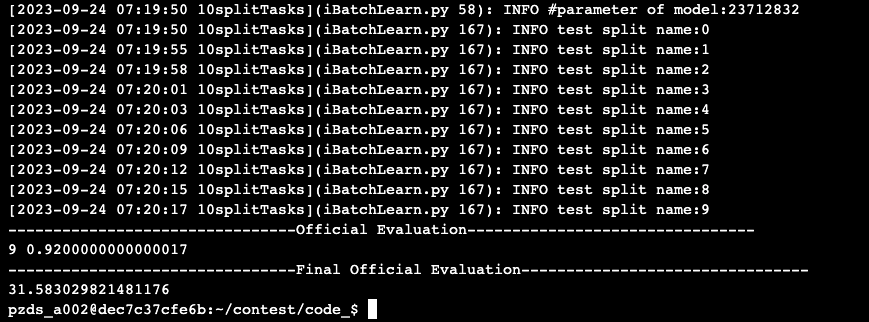 [2023-09-24 07:19:50 10splitTasks](iBatchLearn.py 58): INFO #parameter of model:23712832
[2023-09-24 07:19:50 10splitTasks](iBatchLearn.py 167): INFO test split name:0
[2023-09-24 07:19:55 10splitTasks](iBatchLearn.py 167): INFO test split name:1
[2023-09-24 07:19:58 10splitTasks](iBatchLearn.py 167): INFO test split name:2
[2023-09-24 07:20:01 10splitTasks](iBatchLearn.py 167): INFO test split name:3
[2023-09-24 07:20:03 10splitTasks](iBatchLearn.py 167): INFO test split name:4
[2023-09-24 07:20:06 10splitTasks](iBatchLearn.py 167): INFO test split name:5
[2023-09-24 07:20:09 10splitTasks](iBatchLearn.py 167): INFO test split name:6
[2023-09-24 07:20:12 10splitTasks](iBatchLearn.py 167): INFO test split name:7
[2023-09-24 07:20:15 10splitTasks](iBatchLearn.py 167): INFO test split name:8
[2023-09-24 07:20:17 10splitTasks](iBatchLearn.py 167): INFO test split name:9
--------------------------------Official Evaluation--------------------------------
9 0.9200000000000017
--------------------------------Final Official Evaluation--------------------------------
31.583029821481176
pzds_a002@dec7c37cfe6b:~/contest/code_$